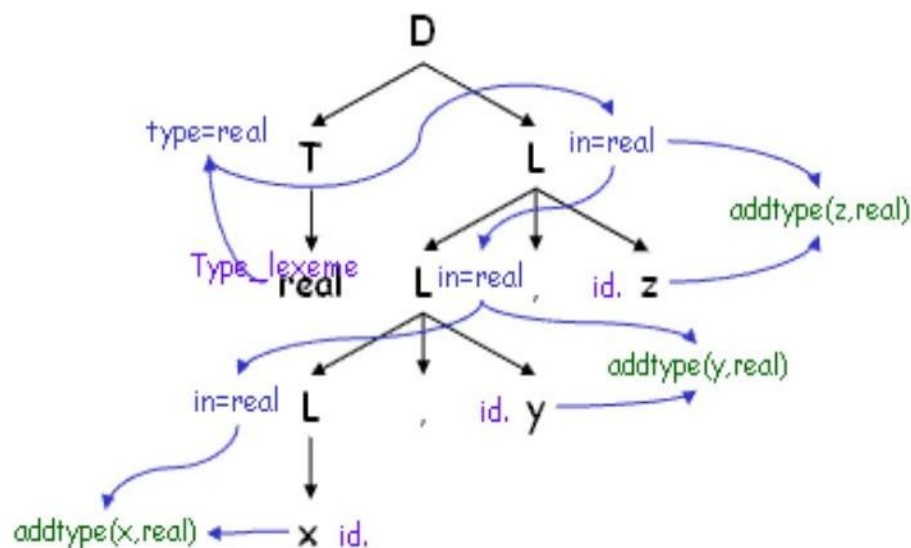 D
type=real
T
L
in=real
addtype(z,real)
Type_lexeme
real
L
in=real
,
id. z
addtype(y,real)
in=real
L
,
id. y
addtype(x,real)
x id.